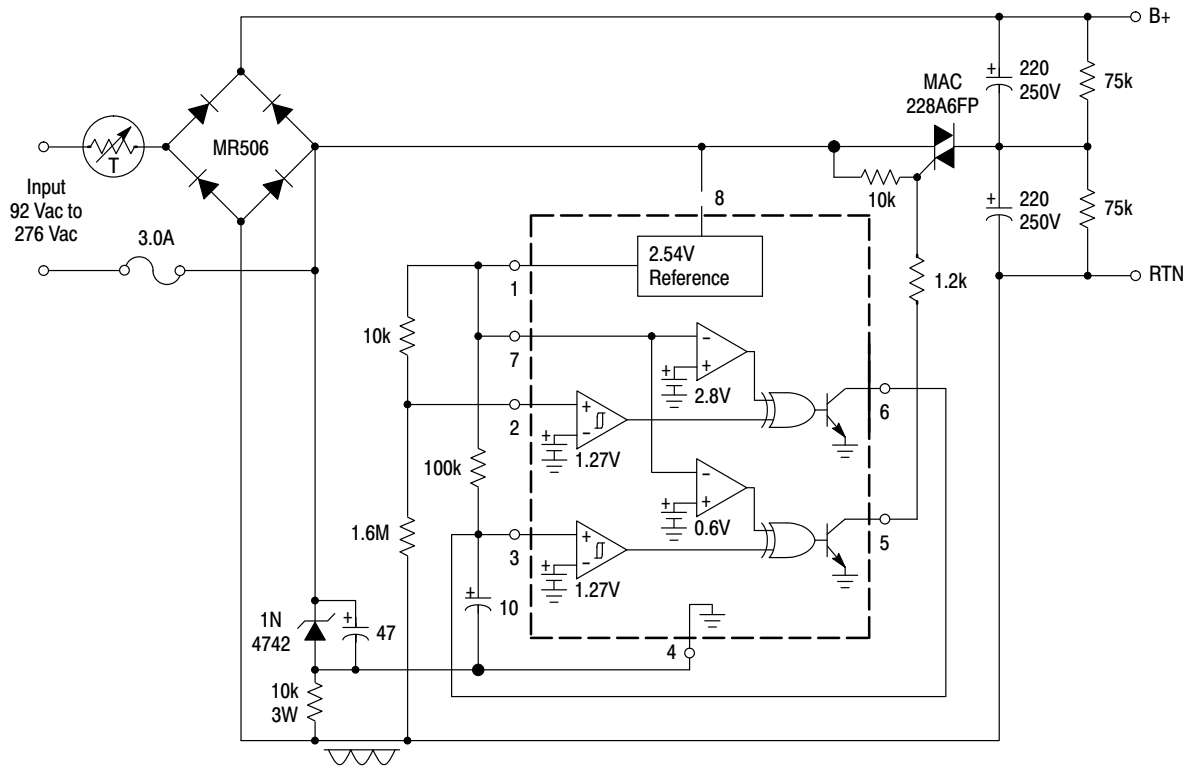 B+
220
250V
75k
MAC
228A6FP
MR506
T
Input
92 Vac to
276 Vac
10k
8
220
250V
75k
3.0A
2.54V
Reference
1.2k
RTN
1
10k
7
-
+
+
2.8V
6
2
+
-
+
1.27V
100k
-
+
+
0.6V
5
1.6M
3
+
-
+
1.27V
+
10
1N
4742
+
47
4
10k
3W
+
+